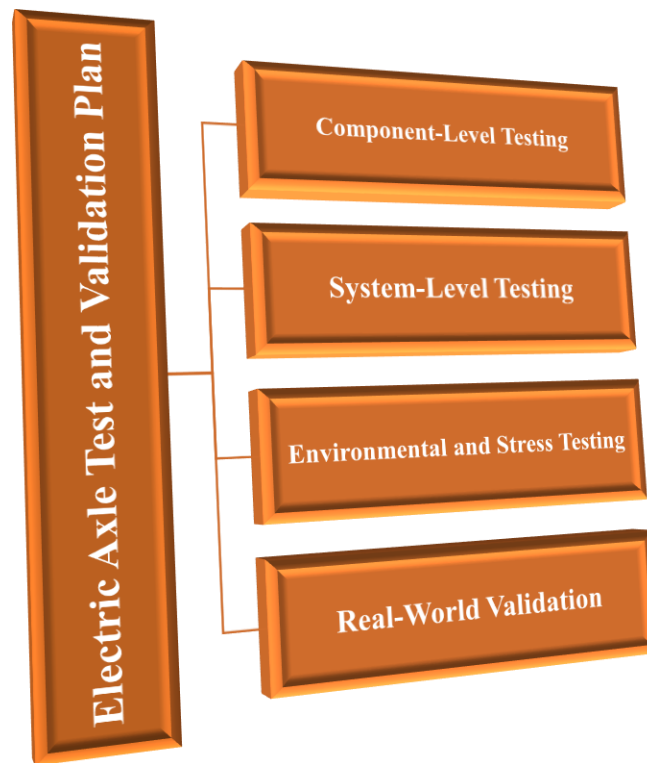 Electric Axle Test and Validation Plan
Component-Level Testing
System-Level Testing
Environmental and Stress Testing
Real-World Validation